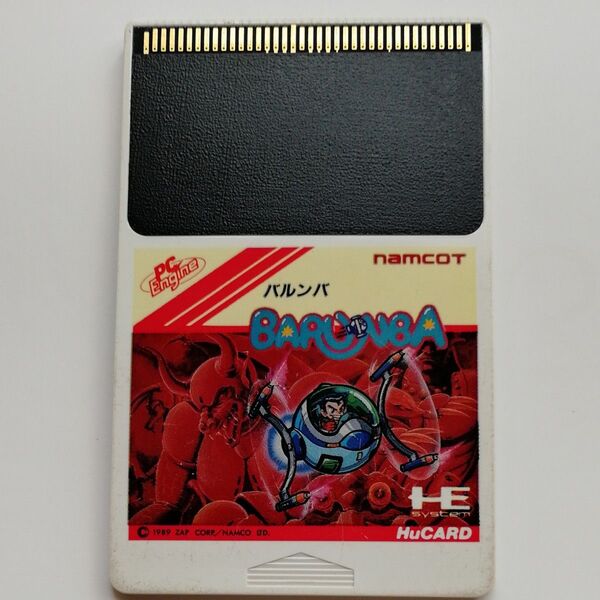 PC Engine
namcoT
バルンバ
BARUNBA
HE
system
HuCARD
© 1989 ZAP CORP./NAMCO LTD.